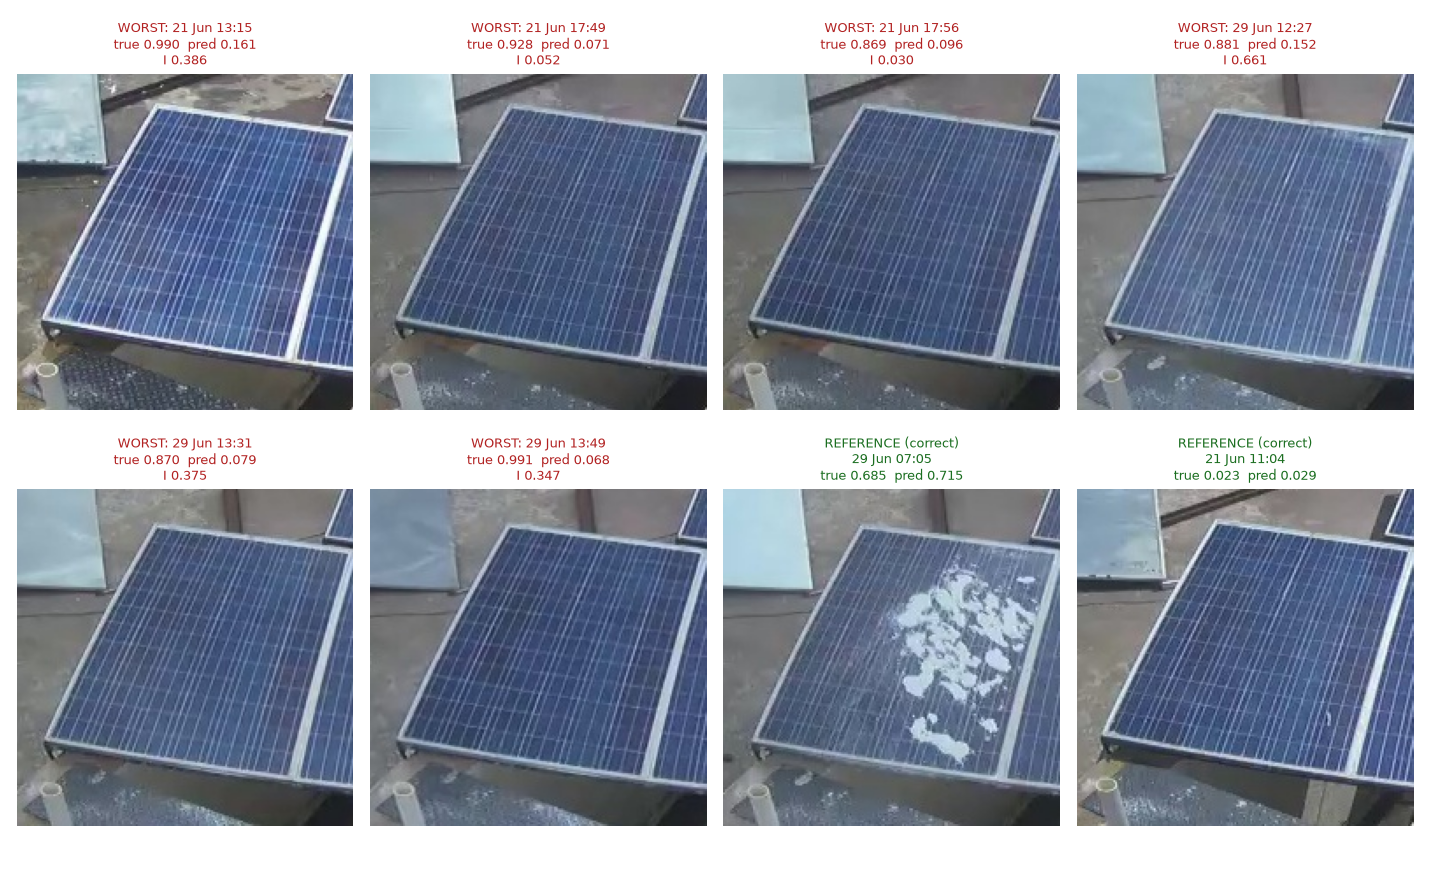 WORST: 21 Jun 13:15
true 0.990  pred 0.161
I 0.386
WORST: 21 Jun 17:49
true 0.928  pred 0.071
I 0.052
WORST: 21 Jun 17:56
true 0.869  pred 0.096
I 0.030
WORST: 29 Jun 12:27
true 0.881  pred 0.152
I 0.661
WORST: 29 Jun 13:31
true 0.870  pred 0.079
I 0.375
WORST: 29 Jun 13:49
true 0.991  pred 0.068
I 0.347
REFERENCE (correct)
29 Jun 07:05
true 0.685  pred 0.715
REFERENCE (correct)
21 Jun 11:04
true 0.023  pred 0.029